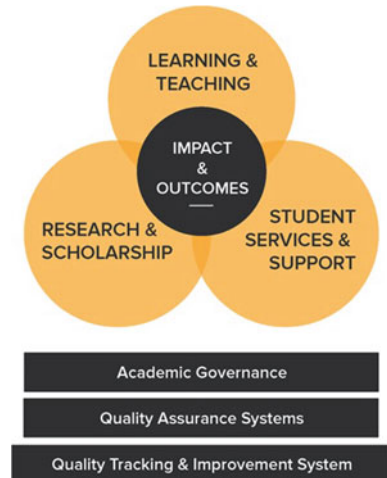 LEARNING &
TEACHING
IMPACT
&
OUTCOMES
RESEARCH &
SCHOLARSHIP
STUDENT
SERVICES &
SUPPORT
Academic Governance
Quality Assurance Systems
Quality Tracking & Improvement System